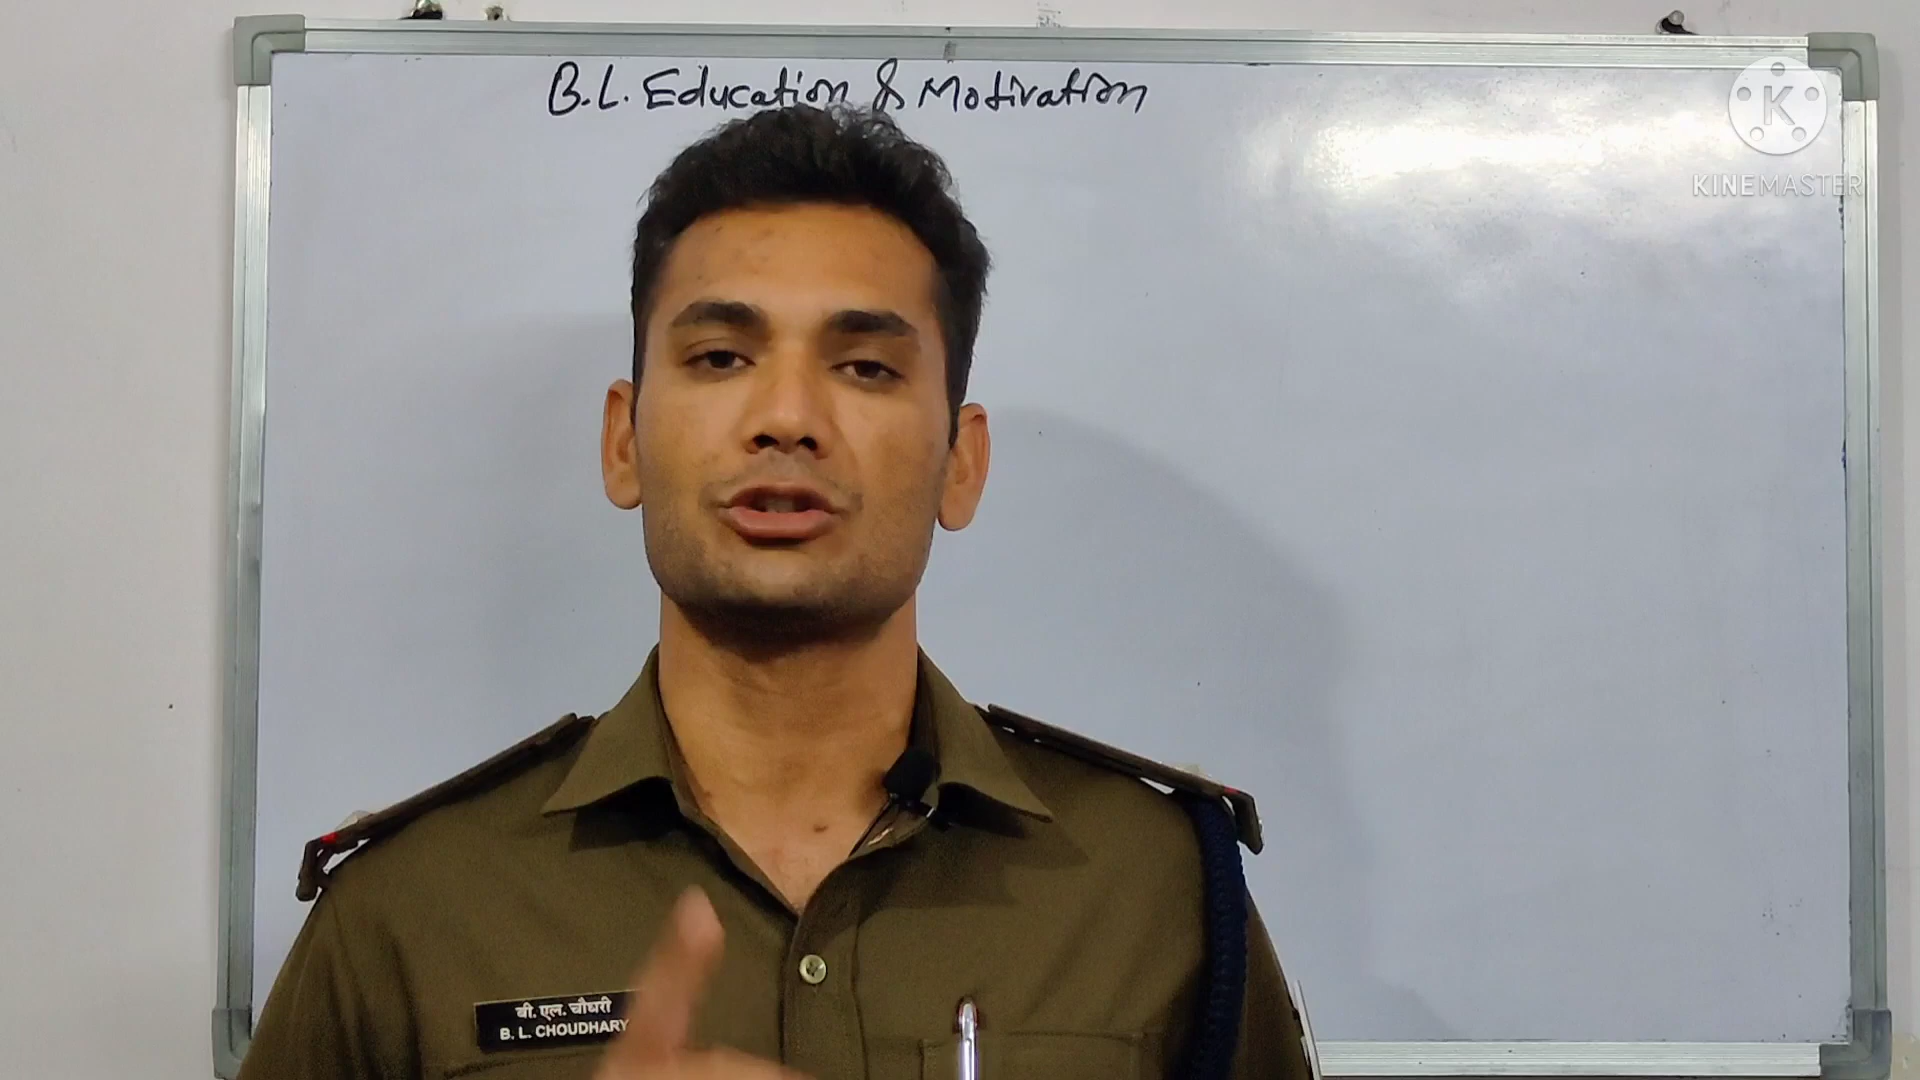 B.L. Education & Motivation
K
KINEMASTER
बी. एल. चौधरी
B. L. CHOUDHARY